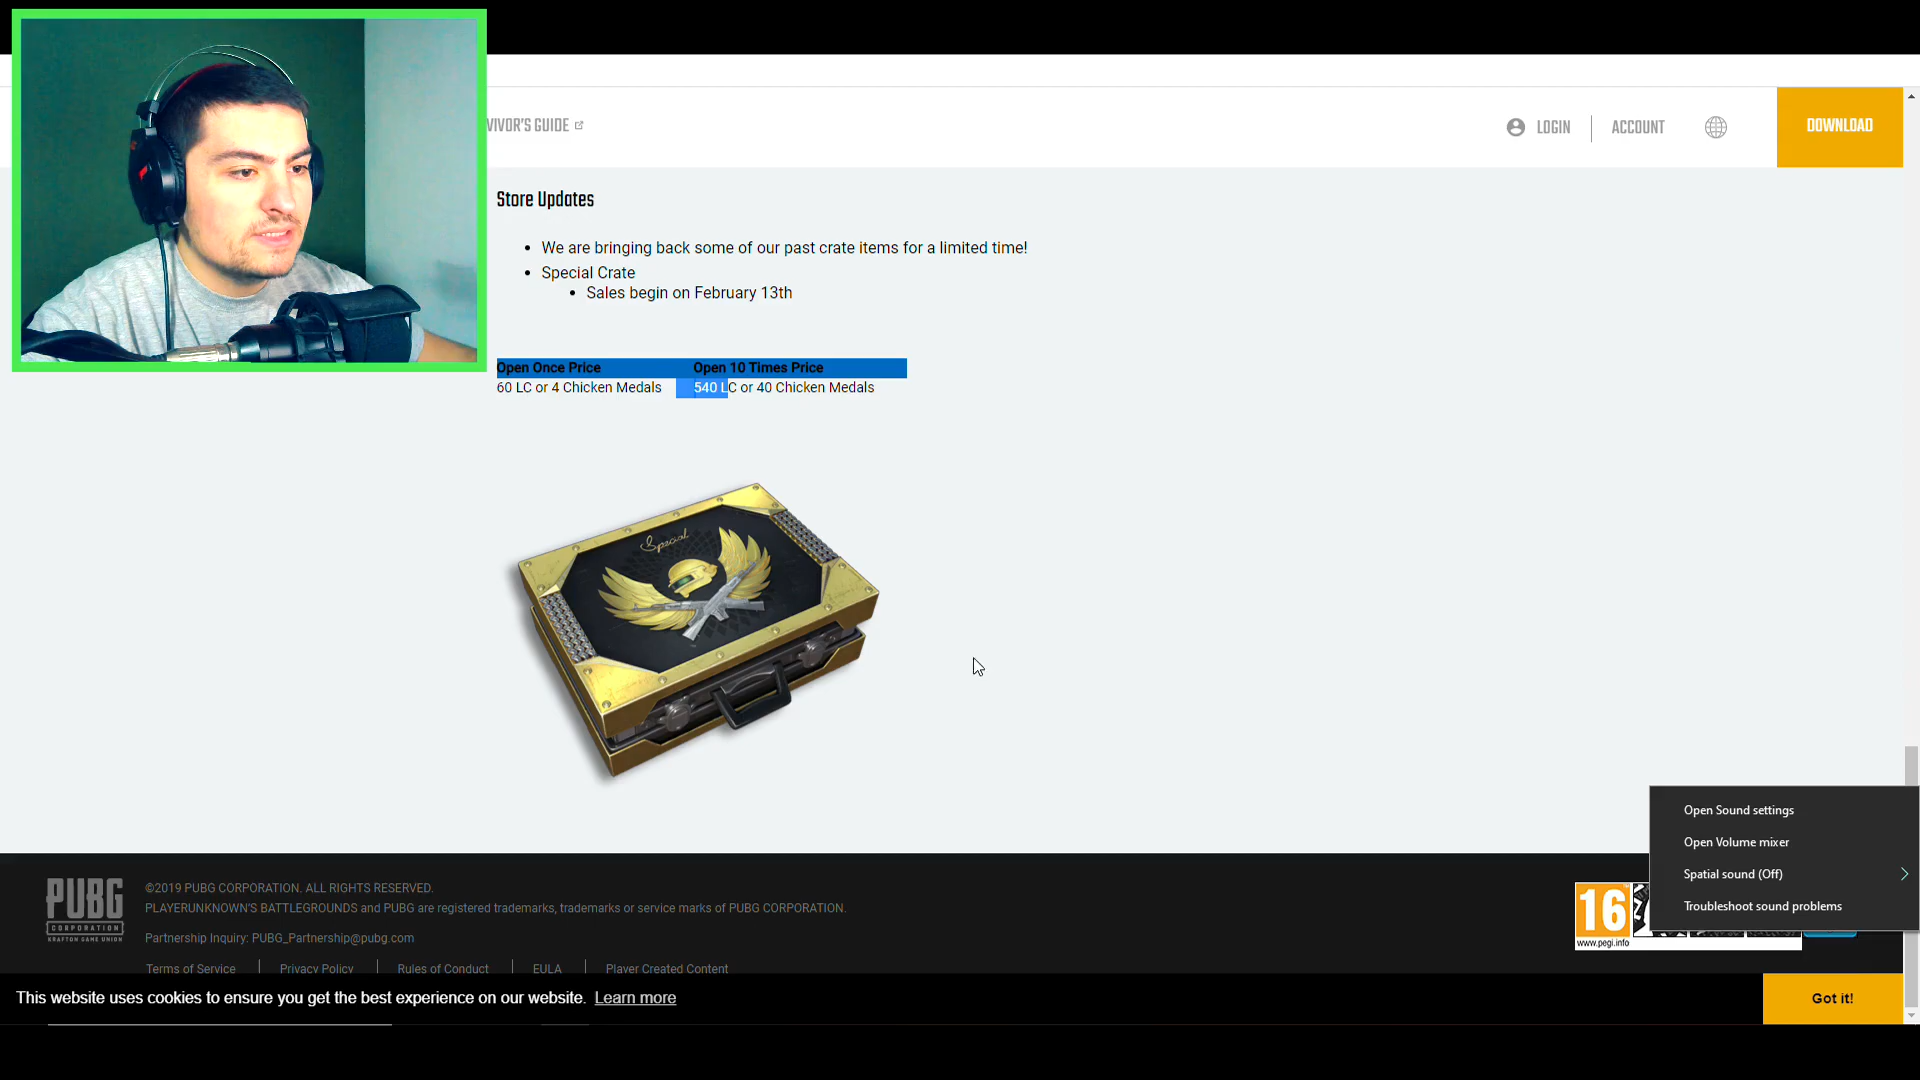 VIVOR'S GUIDE
LOGIN
ACCOUNT
DOWNLOAD
Store Updates
• We are bringing back some of our past crate items for a limited time!
• Special Crate
• Sales begin on February 13th
Open Once Price Open 10 Times Price
60 LC or 4 Chicken Medals 540 LC or 40 Chicken Medals
Special
Open Sound settings
Open Volume mixer
Spatial sound (Off)
Troubleshoot sound problems
PUBG
CORPORATION
KRAFTON GAME UNION
©2019 PUBG CORPORATION. ALL RIGHTS RESERVED.
PLAYERUNKNOWN'S BATTLEGROUNDS and PUBG are registered trademarks, trademarks or service marks of PUBG CORPORATION.
Partnership Inquiry: PUBG_Partnership@pubg.com
Terms of Service
Privacy Policy
Rules of Conduct
EULA
Player Created Content
16
www.pegi.info
This website uses cookies to ensure you get the best experience on our website. Learn more
Got it!